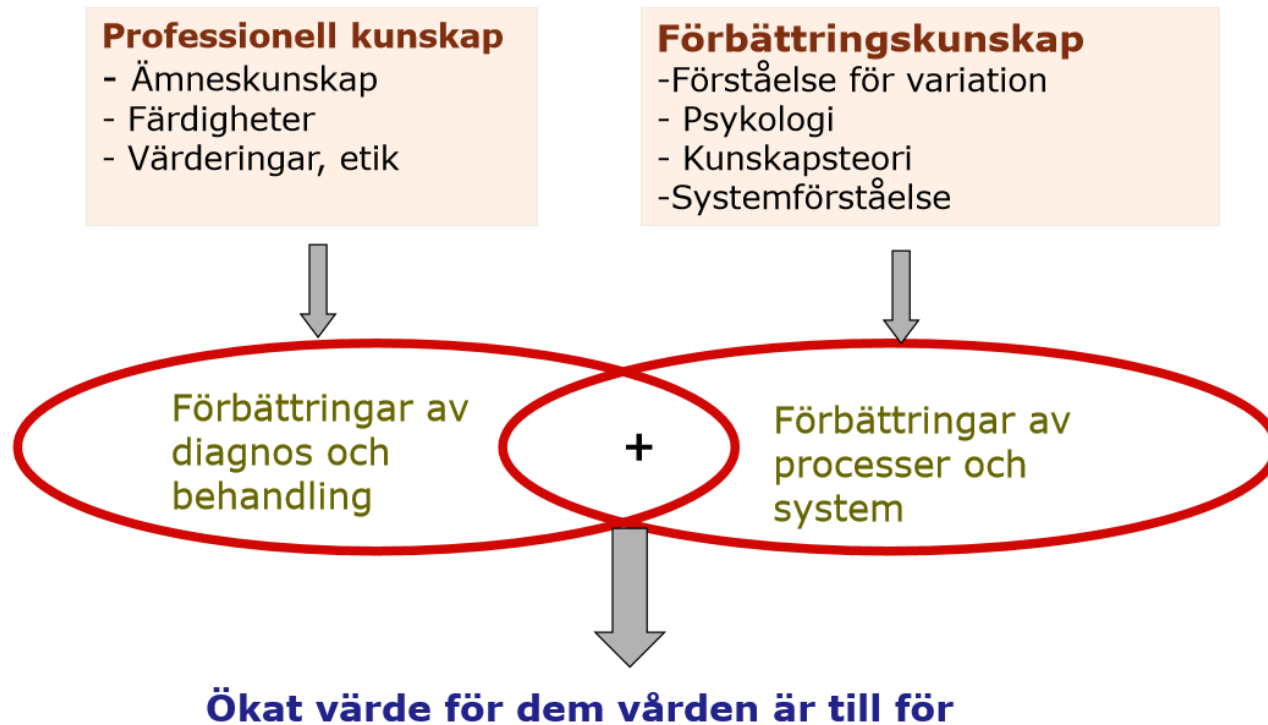 Professionell kunskap
- Ämneskunskap
- Färdigheter
- Värderingar, etik
Förbättringskunskap
-Förståelse för variation
- Psykologi
- Kunskapsteori
-Systemförståelse
Förbättringar av
diagnos och
behandling
+
Förbättringar av
processer och
system
Ökat värde för dem vården är till för